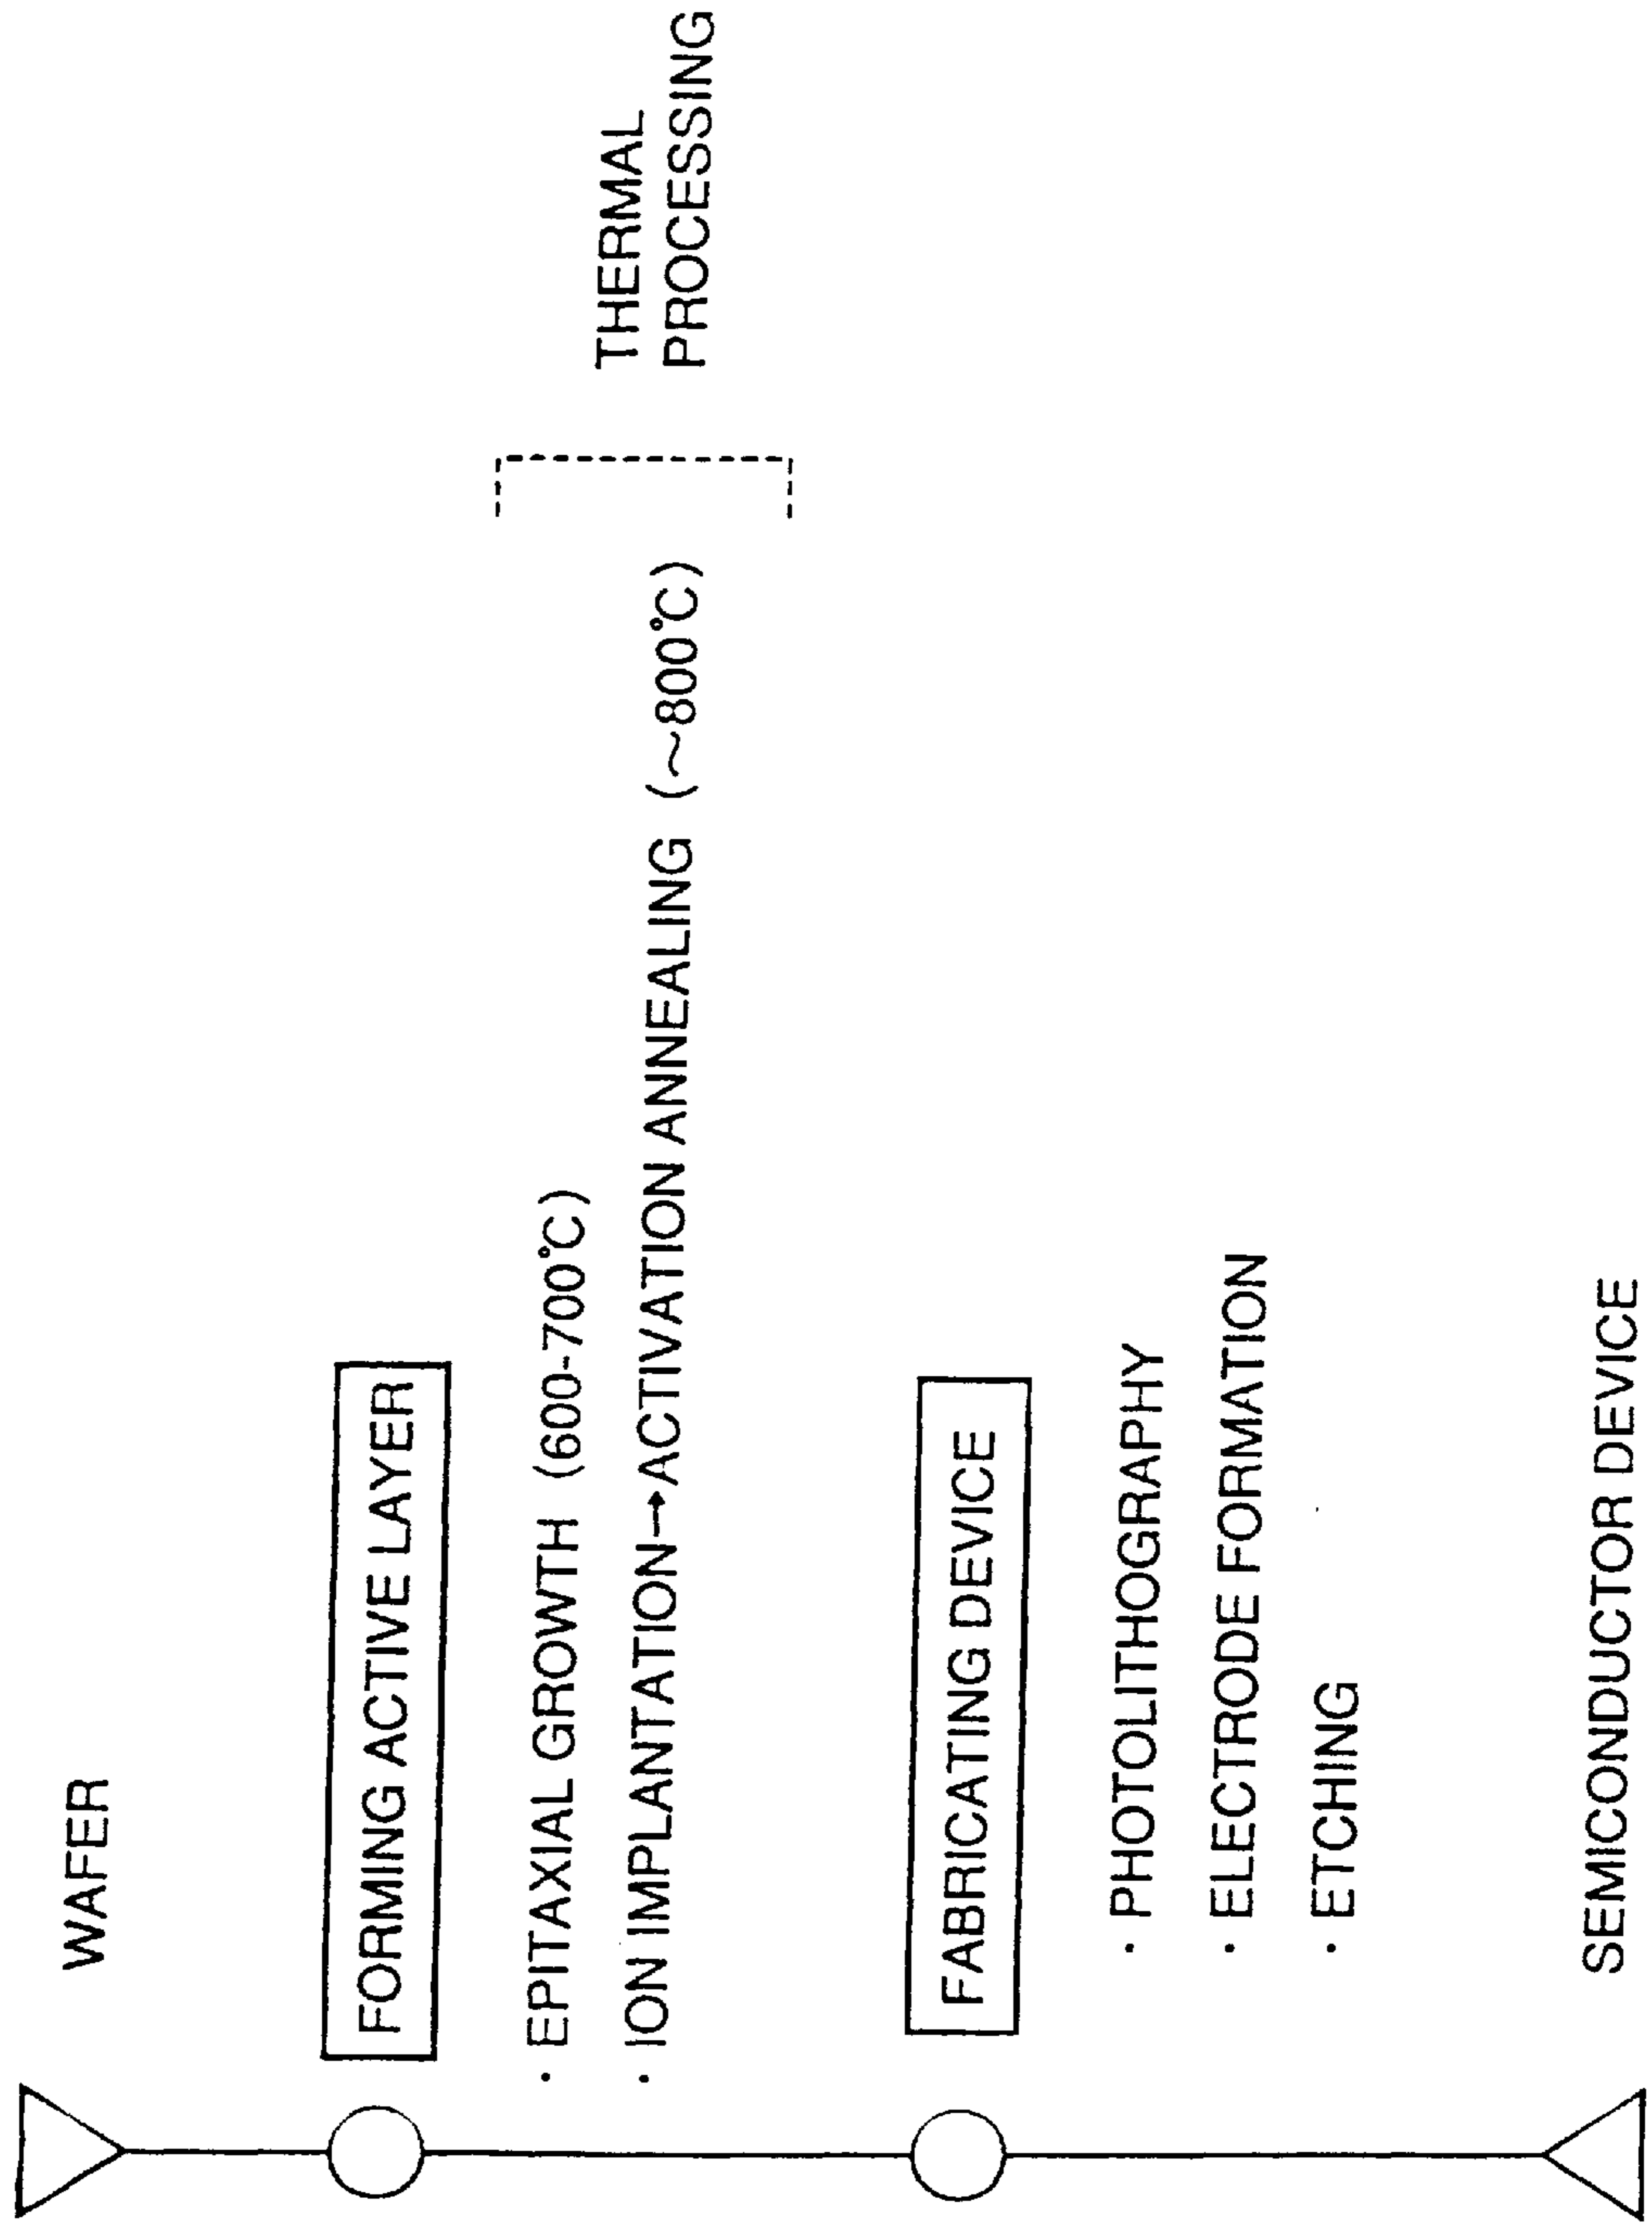 WAFER
FORMING ACTIVE LAYER
· EPITAXIAL GROWTH (600-700℃)
· ION IMPLANTATION→ACTIVATION ANNEALING (~800℃)
THERMAL
PROCESSING
FABRICATING DEVICE
· PHOTOLITHOGRAPHY
· ELECTRODE FORMATION
· ETCHING
SEMICONDUCTOR DEVICE